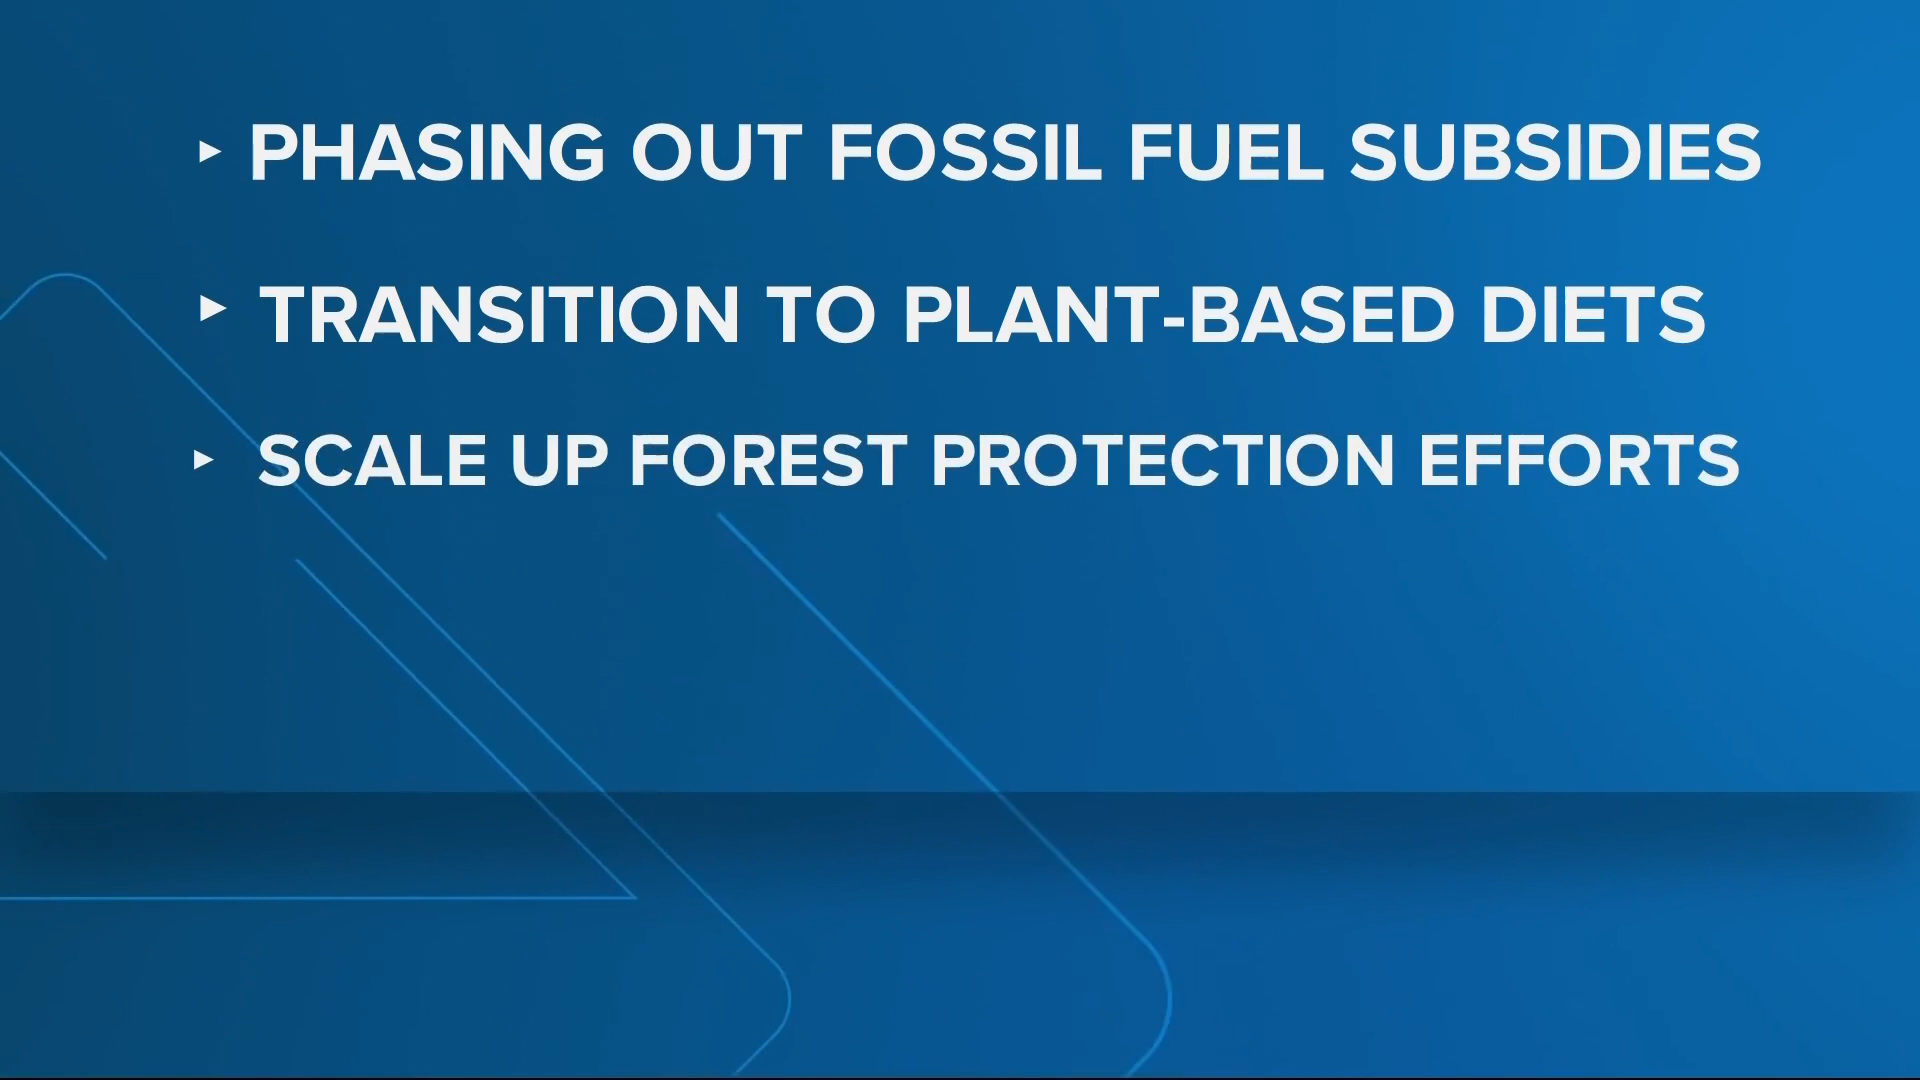 ▸ PHASING OUT FOSSIL FUEL SUBSIDIES
▸ TRANSITION TO PLANT-BASED DIETS
▸ SCALE UP FOREST PROTECTION EFFORTS